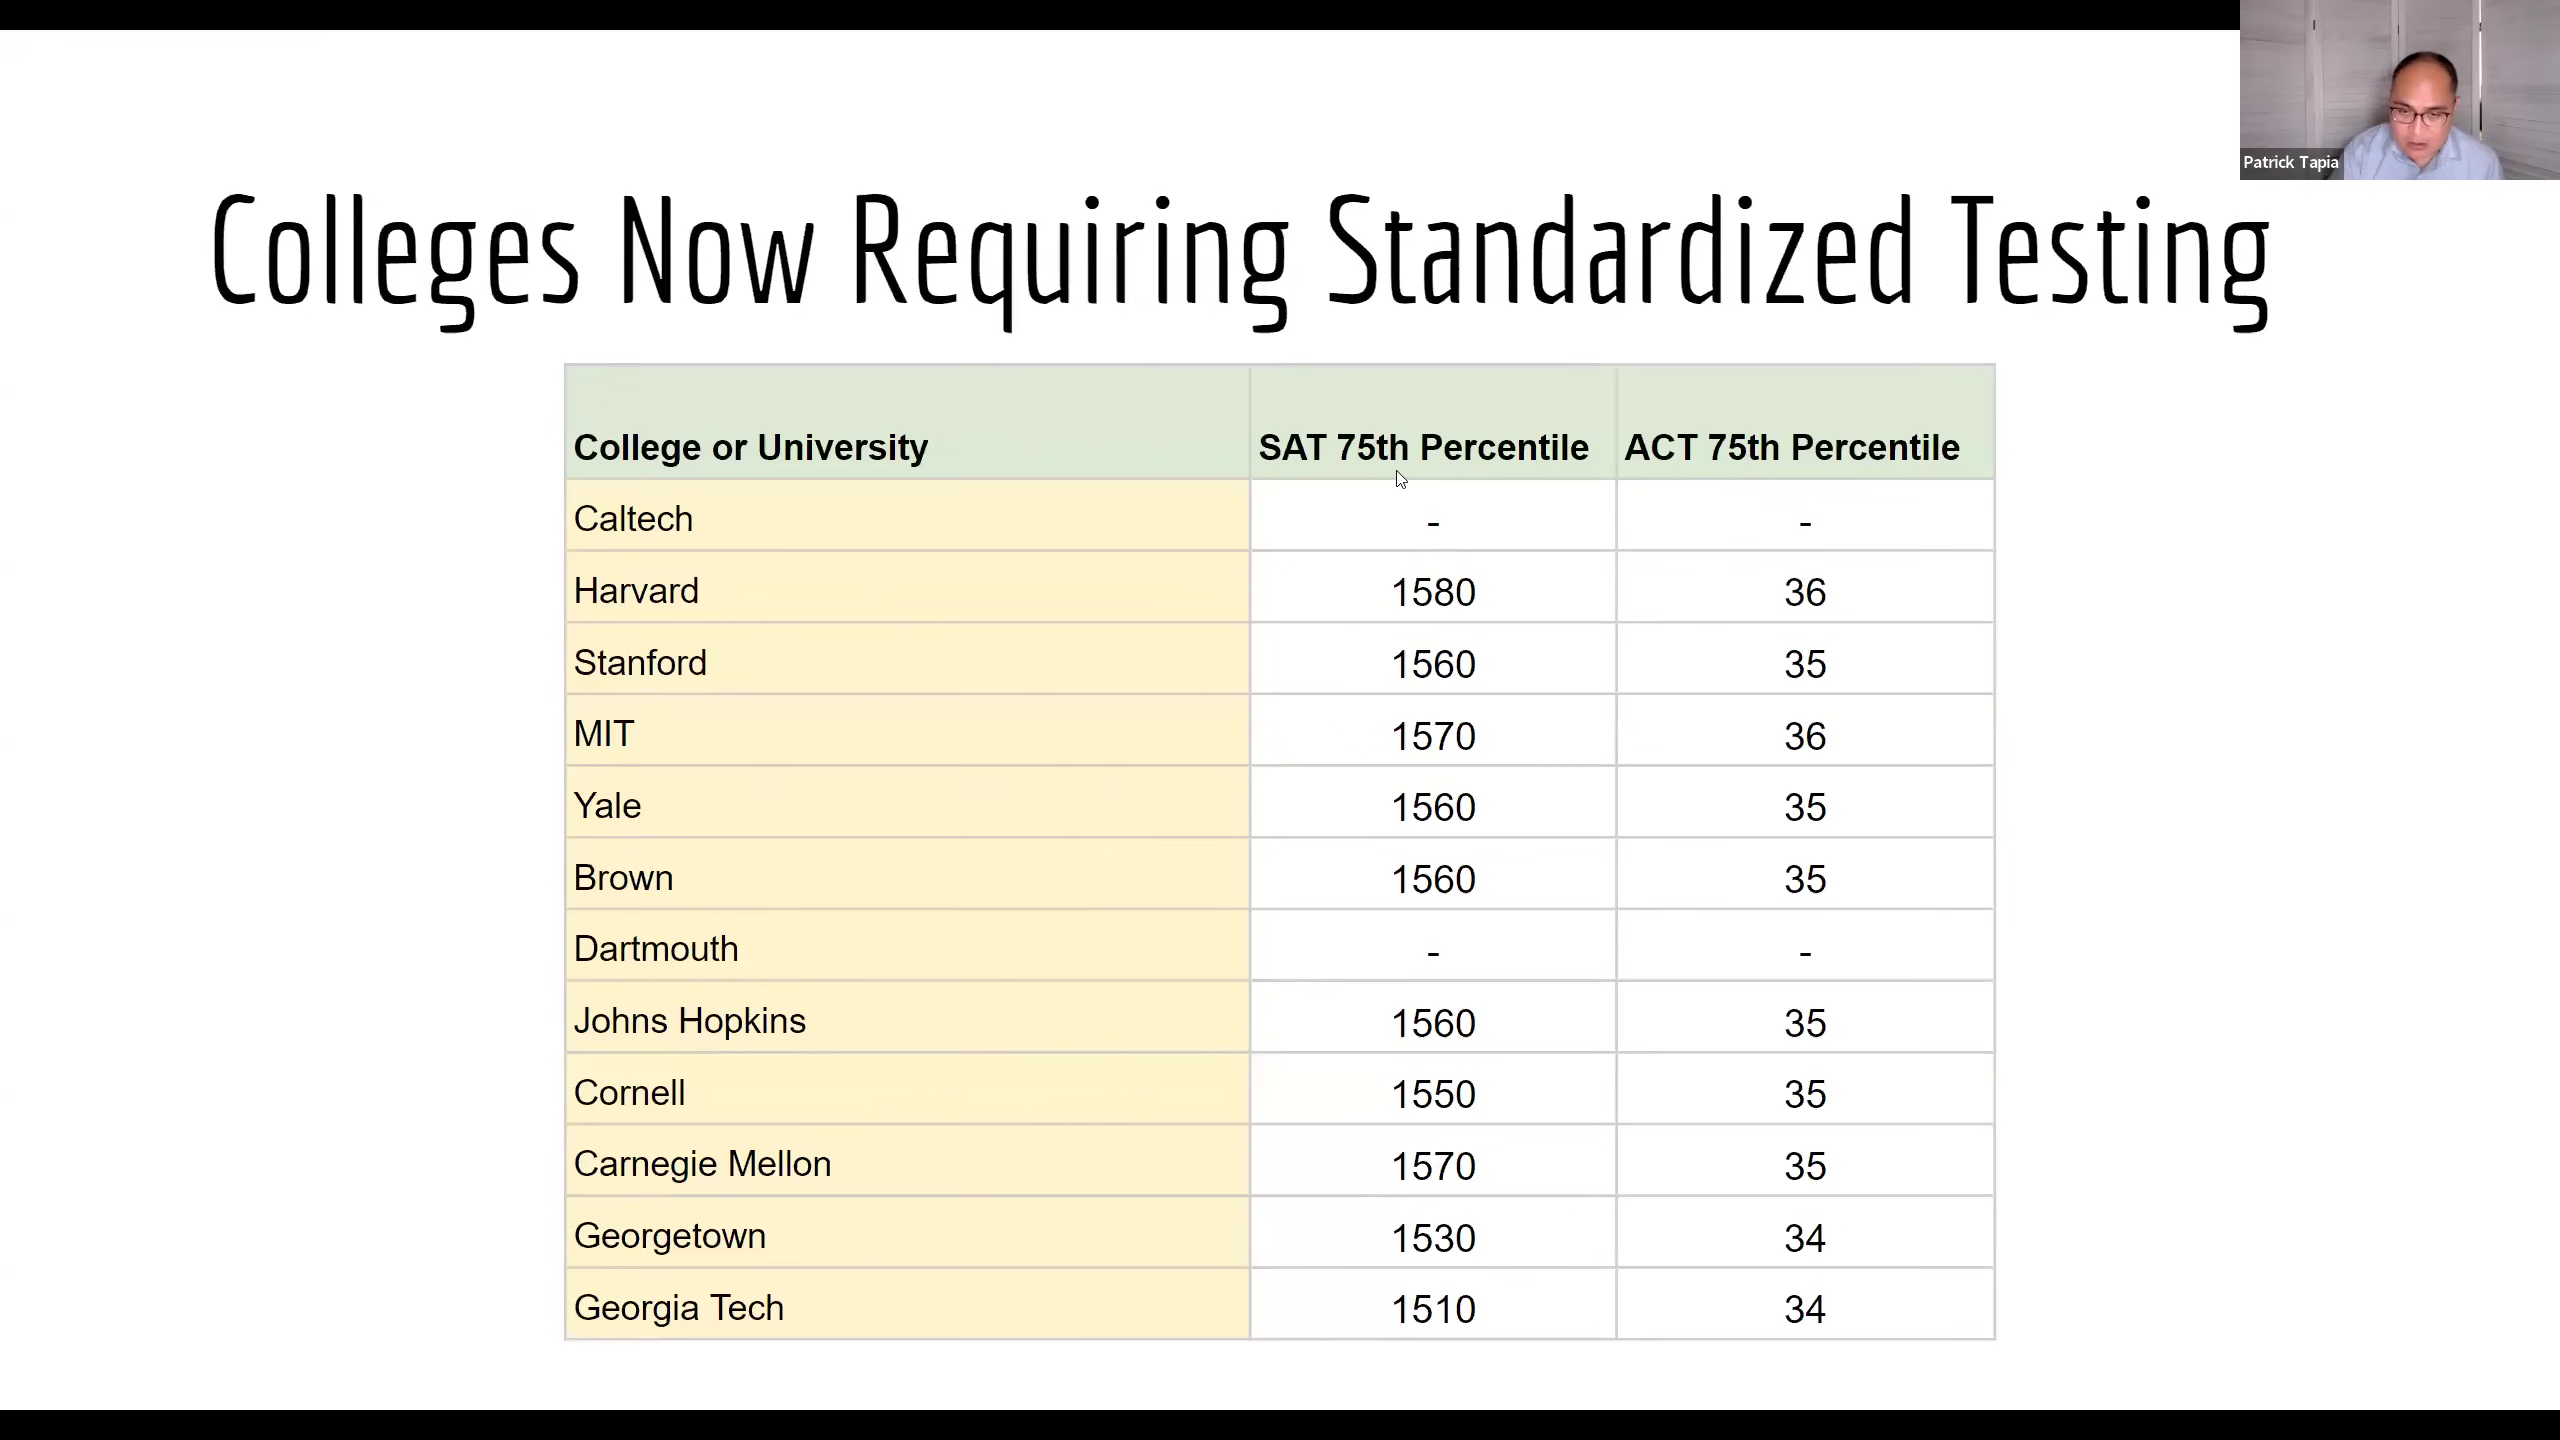 Patrick Tapia
Colleges Now Requiring Standardized Testing
College or University SAT 75th Percentile ACT 75th Percentile
Caltech - -
Harvard 1580 36
Stanford 1560 35
MIT 1570 36
Yale 1560 35
Brown 1560 35
Dartmouth - -
Johns Hopkins 1560 35
Cornell 1550 35
Carnegie Mellon 1570 35
Georgetown 1530 34
Georgia Tech 1510 34